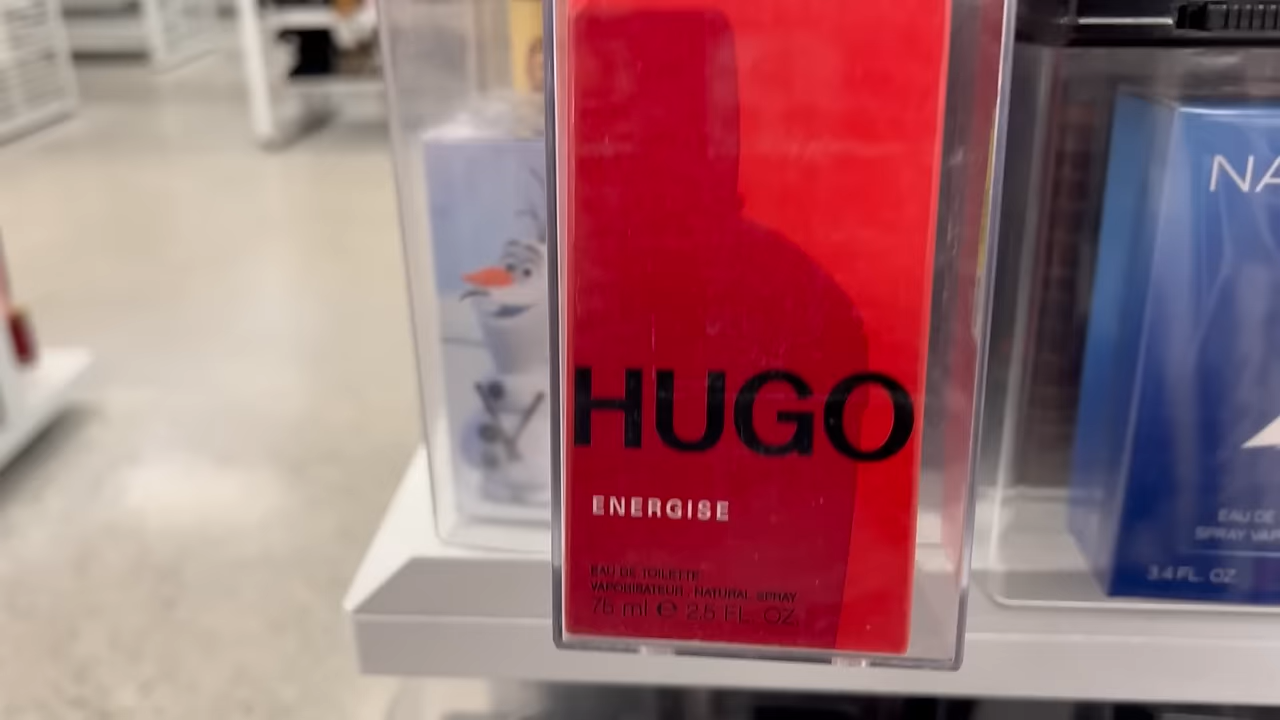 HUGO
ENERGISE
EAU DE TOILETTE
VAPORISATEUR . NATURAL SPRAY
75 ml e 2.5 FL. OZ.
NA
EAU DE
SPRAY VAP
3.4 FL. OZ